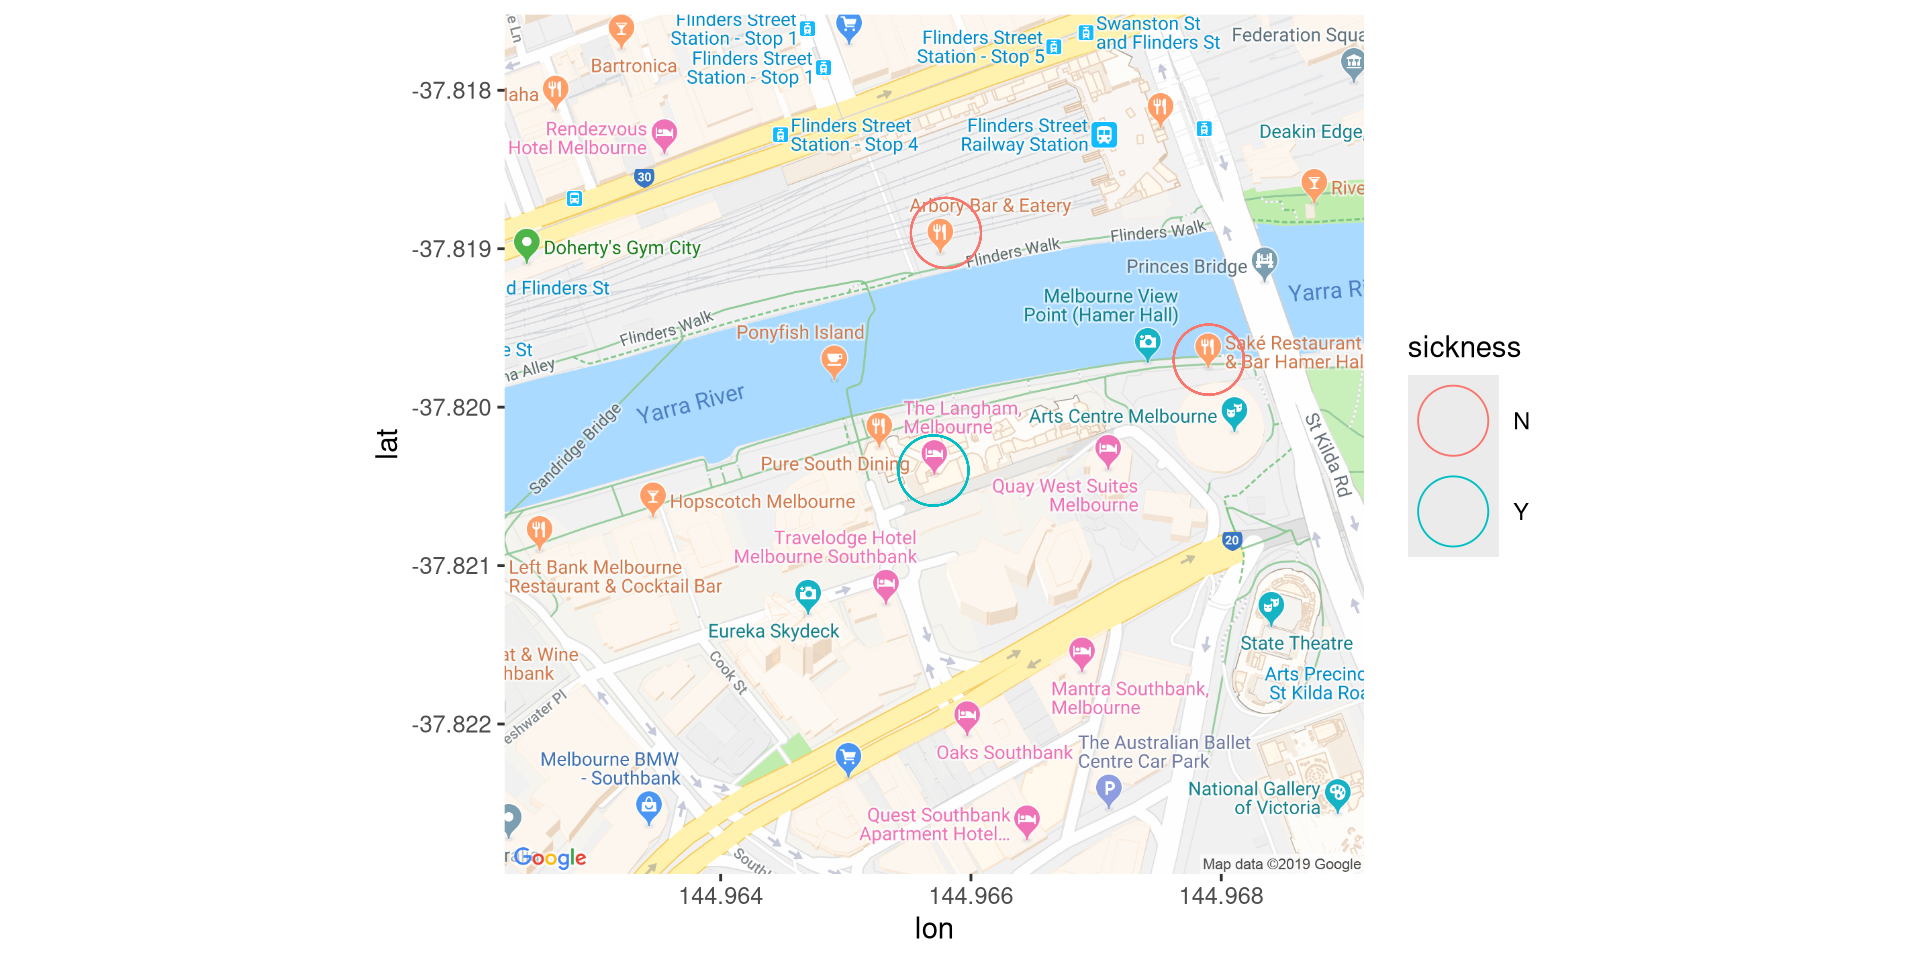 Flinders Street
Station - Stop 1
Flinders Street
Station - Stop 1
Flinders Street
Station - Stop 5
Swanston St
and Flinders St
Federation Squa
e Ln
Bartronica
-37.818
laha
Rendezvous
Hotel Melbourne
Flinders Street
Station - Stop 4
Flinders Street
Railway Station
Deakin Edge,
30
Rive
Arbory Bar & Eatery
-37.819
Doherty's Gym City
Flinders Walk
Flinders Walk
Princes Bridge
d Flinders St
Yarra R
Melbourne View
Point (Hamer Hall)
Flinders Walk
Ponyfish Island
e St
na Alley
Saké Restaurant
& Bar Hamer Hal
-37.820
Yarra River
The Langham,
Melbourne
Arts Centre Melbourne
St Kilda Rd
Sandridge Bridge
Pure South Dining
Quay West Suites
Melbourne
Hopscotch Melbourne
Travelodge Hotel
Melbourne Southbank
20
-37.821
Left Bank Melbourne
Restaurant & Cocktail Bar
Eureka Skydeck
State Theatre
at & Wine
hbank
Cook St
Arts Precinc
St Kilda Roa
Mantra Southbank,
Melbourne
eshwater Pl
-37.822
Oaks Southbank
The Australian Ballet
Centre Car Park
Melbourne BMW
- Southbank
P
National Gallery
of Victoria
Quest Southbank
Apartment Hotel...
Google
Map data ©2019 Google
144.964
144.966
144.968
lon
lat
sickness
N
Y